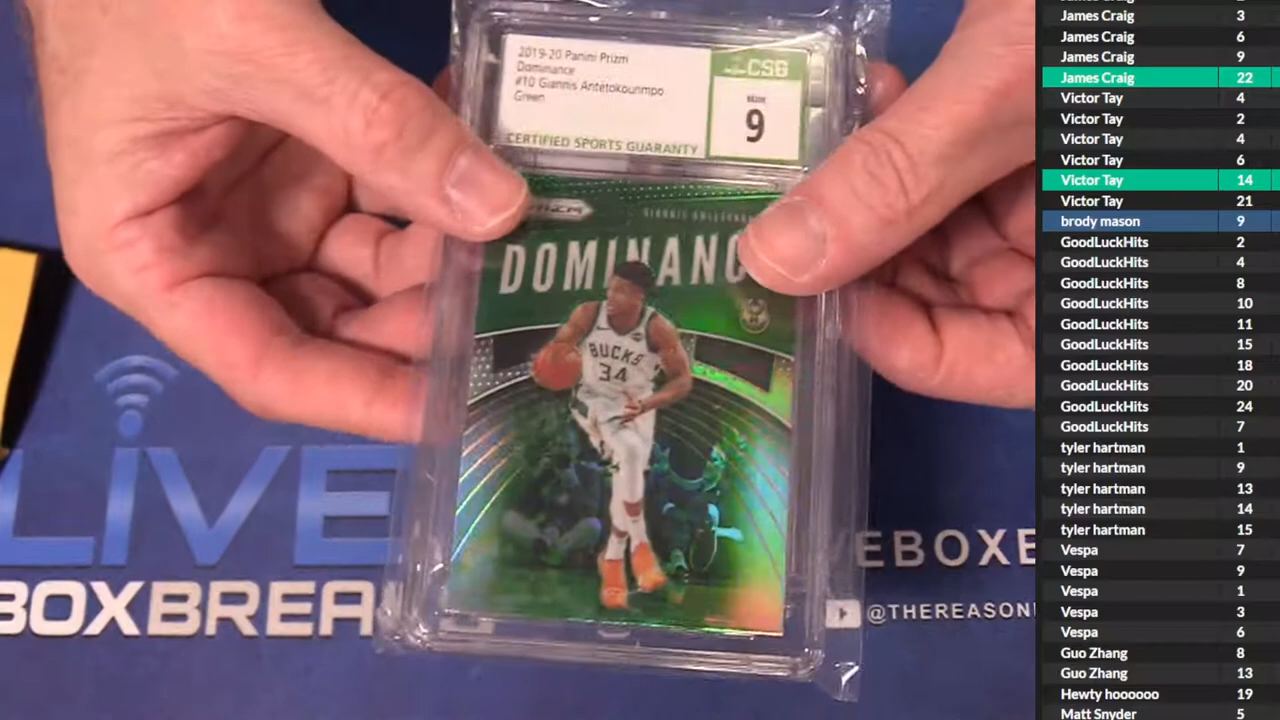 2019-20 Panini Prizm
Dominance
#10 Giannis Antetokounmpo
Green
CERTIFIED SPORTS GUARANTY
CSG
9
DOMINANC
BUCKS
34
LIVE
BOXBREA
EBOXE
@THEREASON
James Craig 3
James Craig 6
James Craig 9
James Craig 22
Victor Tay 4
Victor Tay 2
Victor Tay 4
Victor Tay 6
Victor Tay 14
Victor Tay 21
brody mason 9
GoodLuckHits 2
GoodLuckHits 4
GoodLuckHits 8
GoodLuckHits 10
GoodLuckHits 11
GoodLuckHits 15
GoodLuckHits 18
GoodLuckHits 20
GoodLuckHits 24
GoodLuckHits 7
tyler hartman 1
tyler hartman 9
tyler hartman 13
tyler hartman 14
tyler hartman 15
Vespa 7
Vespa 9
Vespa 1
Vespa 3
Vespa 6
Guo Zhang 8
Guo Zhang 13
Hewty hoooooo 19
Matt Snyder 5